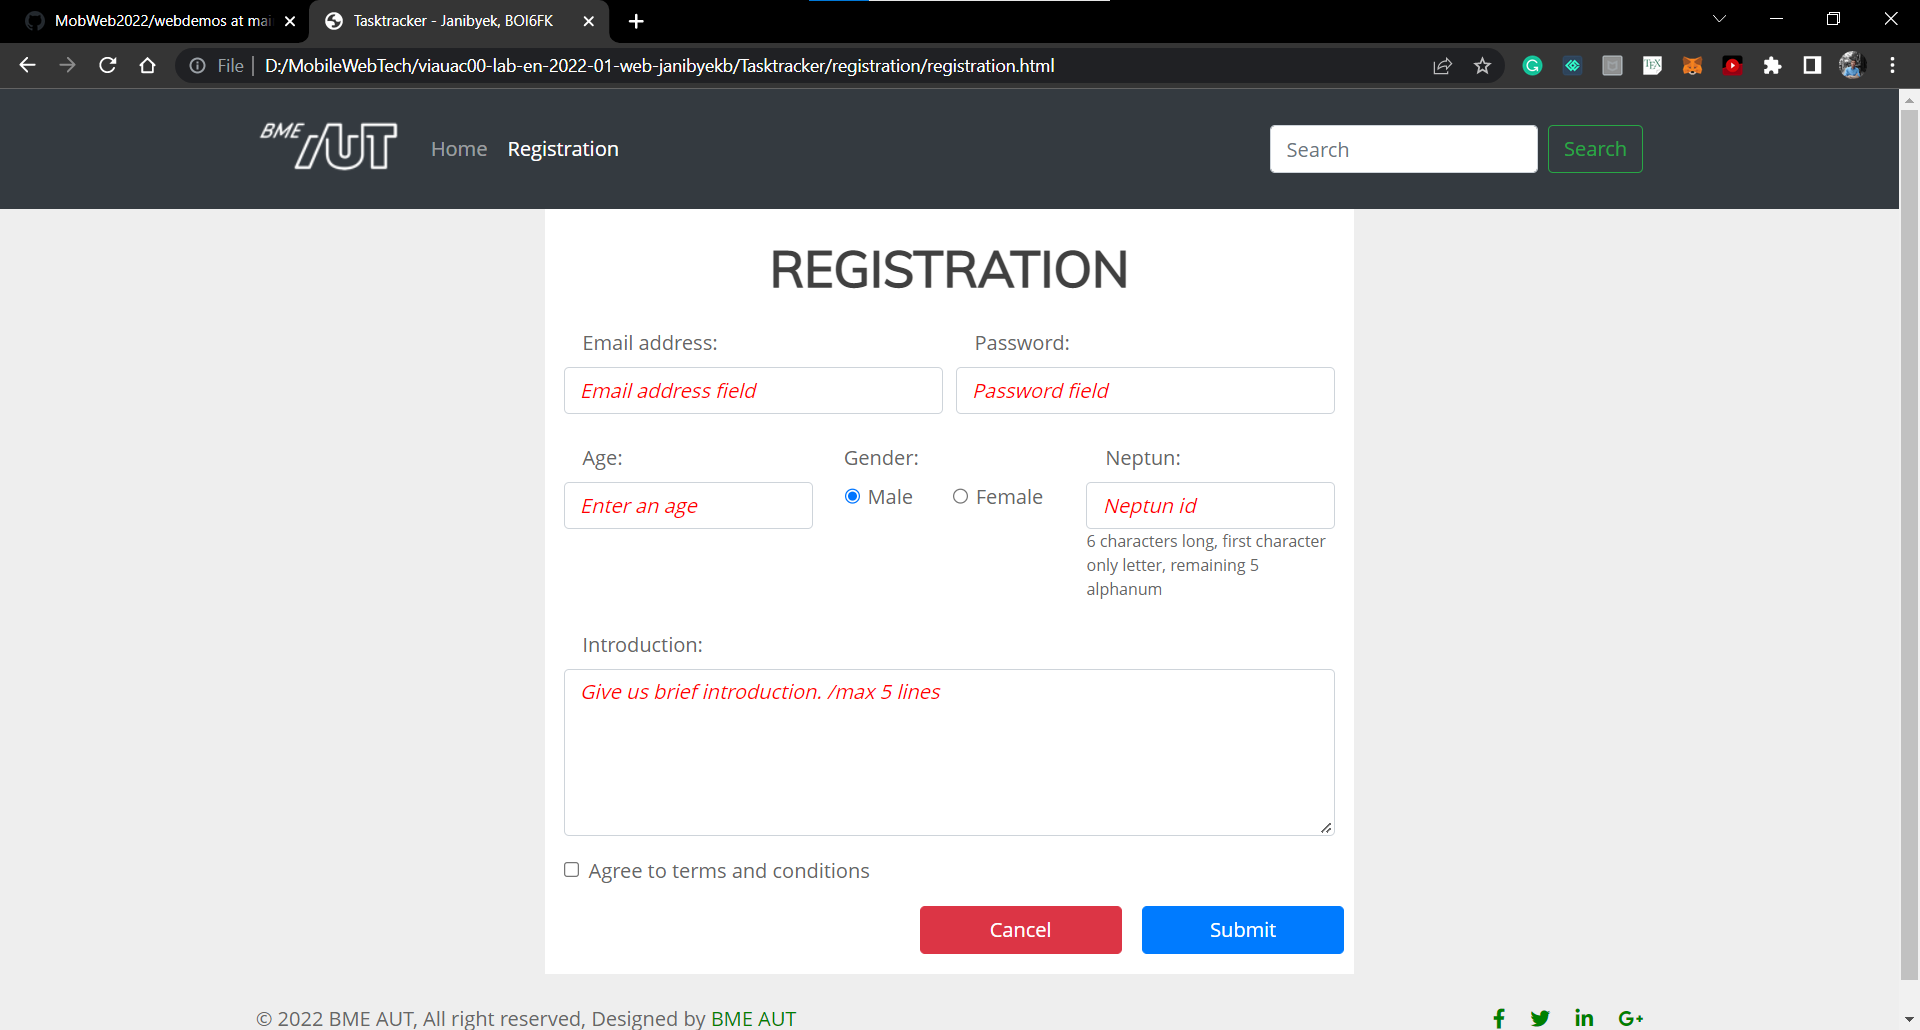 MobWeb2022/webdemos at mai
Tasktracker - Janibyek, BOI6FK
File
D:/MobileWebTech/viauac00-lab-en-2022-01-web-janibyekb/Tasktracker/registration/registration.html
BME AUT
Home
Registration
Search
Search
REGISTRATION
Email address:
Password:
Email address field
Password field
Age:
Gender:
Neptun:
Enter an age
Male
Female
Neptun id
6 characters long, first character
only letter, remaining 5
alphanum
Introduction:
Give us brief introduction. /max 5 lines
Agree to terms and conditions
Cancel
Submit
© 2022 BME AUT, All right reserved, Designed by BME AUT